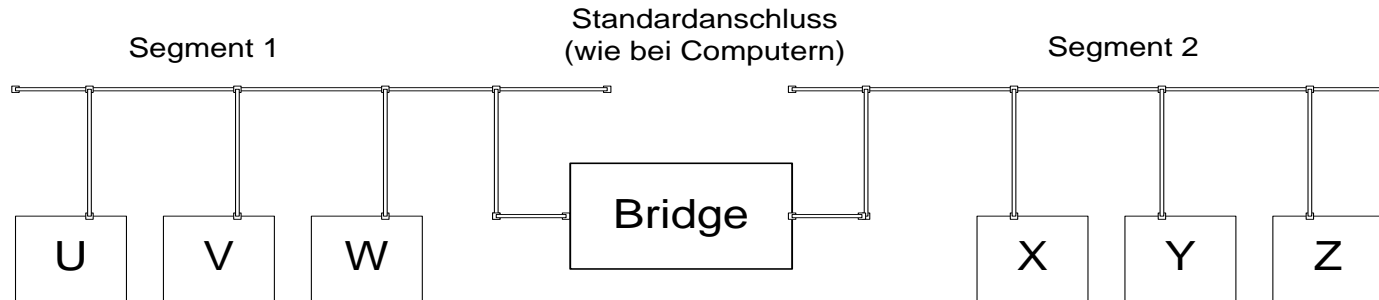 Standardanschluss
(wie bei Computern)
Segment 1
Segment 2
Bridge
U
V
W
X
Y
Z